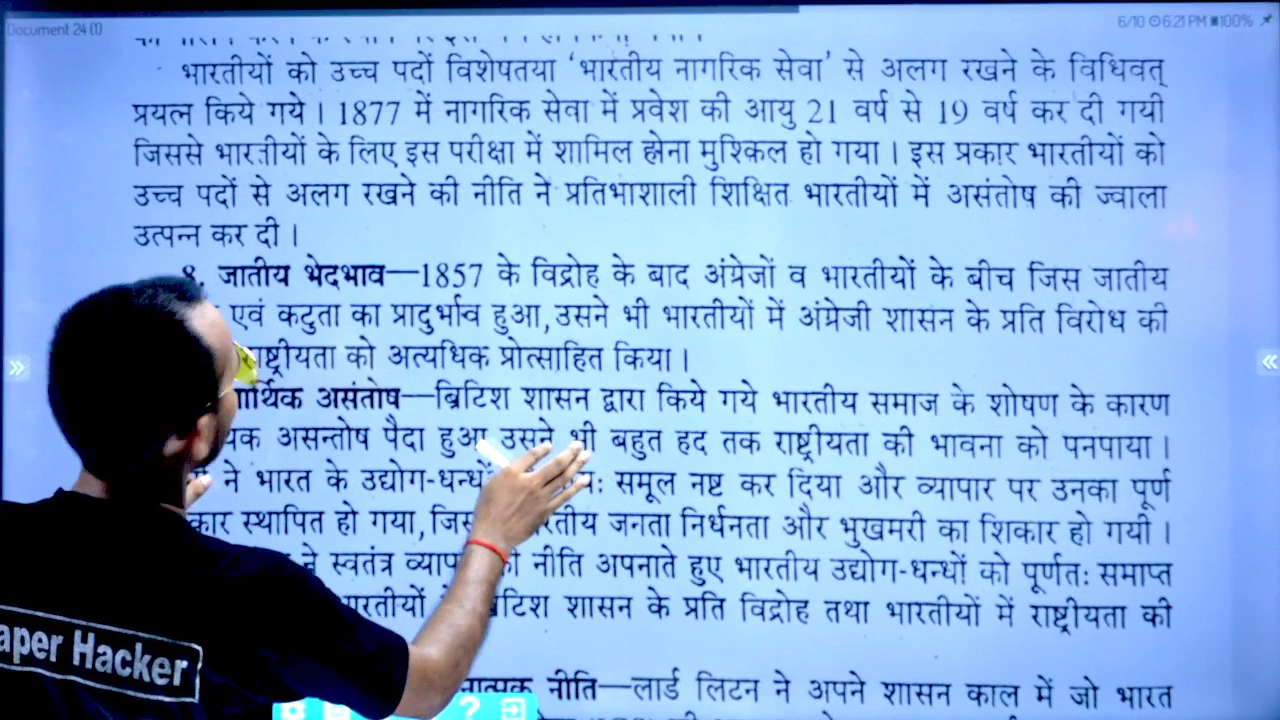 Document 24 (1)
6/10 6:21 PM 100%
भारतीयों को उच्च पदों विशेषतया ‘भारतीय नागरिक सेवा’ से अलग रखने के विधिवत्
प्रयत्न किये गये। 1877 में नागरिक सेवा में प्रवेश की आयु 21 वर्ष से 19 वर्ष कर दी गयी
जिससे भारतीयों के लिए इस परीक्षा में शामिल होना मुश्किल हो गया। इस प्रकार भारतीयों को
उच्च पदों से अलग रखने की नीति ने प्रतिभाशाली शिक्षित भारतीयों में असंतोष की ज्वाला
उत्पन्न कर दी।
8. जातीय भेदभाव—1857 के विद्रोह के बाद अंग्रेजों व भारतीयों के बीच जिस जातीय
एवं कटुता का प्रादुर्भाव हुआ, उसने भी भारतीयों में अंग्रेजी शासन के प्रति विरोध की
को अत्यधिक प्रोत्साहित किया।
असंतोष—ब्रिटिश शासन द्वारा किये गये भारतीय समाज के शोषण के कारण
असन्तोष पैदा हुआ उसने भी बहुत हद तक राष्ट्रीयता की भावना को पनपाया।
ने भारत के उद्योग-धन्धों समूल नष्ट कर दिया और व्यापार पर उनका पूर्ण
स्थापित हो गया, जनता निर्धनता और भुखमरी का शिकार हो गयी।
ने स्वतंत्र नीति अपनाते हुए भारतीय उद्योग-धन्धों को पूर्णतः समाप्त
शासन के प्रति विद्रोह तथा भारतीयों में राष्ट्रीयता की
नीति—लार्ड लिटन ने अपने शासन काल में जो भारत
aper Hacker